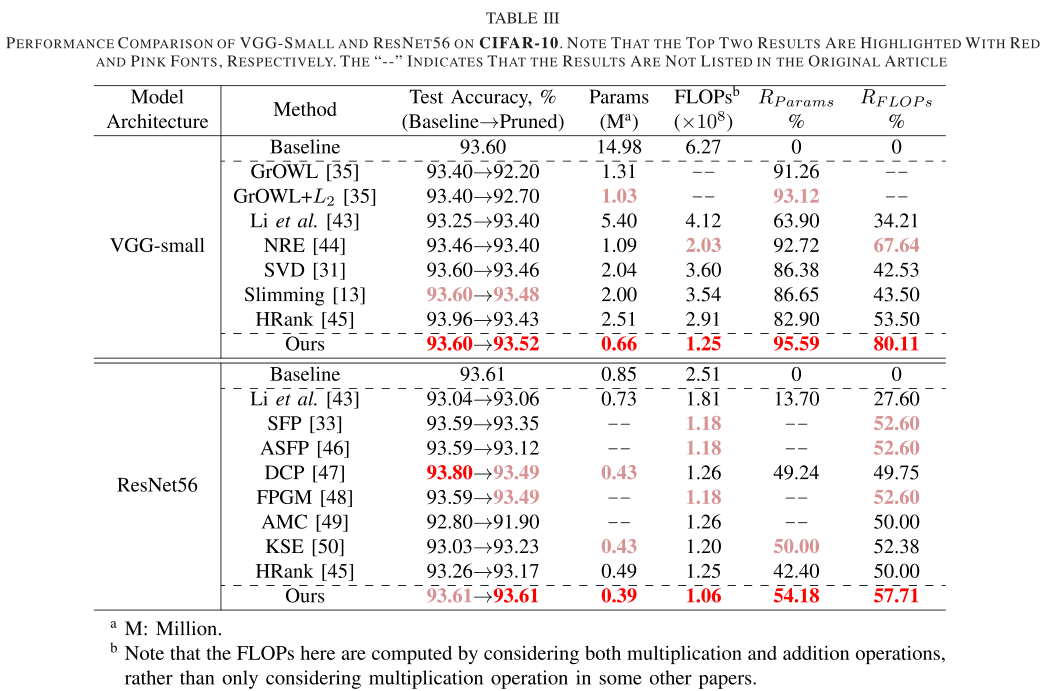 TABLE III
PERFORMANCE COMPARISON OF VGG-SMALL AND RESNET56 ON CIFAR-10. NOTE THAT THE TOP TWO RESULTS ARE HIGHLIGHTED WITH RED
AND PINK FONTS, RESPECTIVELY. THE “--” INDICATES THAT THE RESULTS ARE NOT LISTED IN THE ORIGINAL ARTICLE
Model Architecture | Method | Test Accuracy, % (Baseline→Pruned) | Params (Mᵃ) | FLOPsᵇ (×10⁸) | R_Params % | R_FLOPs %
VGG-small
Baseline 93.60 14.98 6.27 0 0
GrOWL [35] 93.40→92.20 1.31 −− 91.26 −−
GrOWL+L₂ [35] 93.40→92.70 1.03 −− 93.12 −−
Li et al. [43] 93.25→93.40 5.40 4.12 63.90 34.21
NRE [44] 93.46→93.40 1.09 2.03 92.72 67.64
SVD [31] 93.60→93.46 2.04 3.60 86.38 42.53
Slimming [13] 93.60→93.48 2.00 3.54 86.65 43.50
HRank [45] 93.96→93.43 2.51 2.91 82.90 53.50
Ours 93.60→93.52 0.66 1.25 95.59 80.11
ResNet56
Baseline 93.61 0.85 2.51 0 0
Li et al. [43] 93.04→93.06 0.73 1.81 13.70 27.60
SFP [33] 93.59→93.35 −− 1.18 −− 52.60
ASFP [46] 93.59→93.12 −− 1.18 −− 52.60
DCP [47] 93.80→93.49 0.43 1.26 49.24 49.75
FPGM [48] 93.59→93.49 −− 1.18 −− 52.60
AMC [49] 92.80→91.90 −− 1.26 −− 50.00
KSE [50] 93.03→93.23 0.43 1.20 50.00 52.38
HRank [45] 93.26→93.17 0.49 1.25 42.40 50.00
Ours 93.61→93.61 0.39 1.06 54.18 57.71
ᵃ M: Million.
ᵇ Note that the FLOPs here are computed by considering both multiplication and addition operations,
rather than only considering multiplication operation in some other papers.